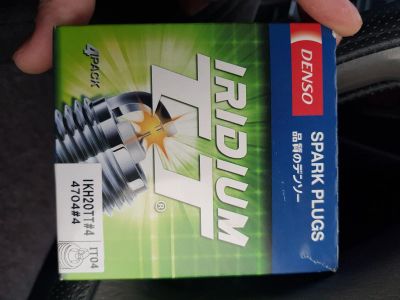 DENSO
SPARK PLUGS
品質のデンソー
IRIDIUM
TT®
4PACK
IKH20TT#4
4704#4
IT04